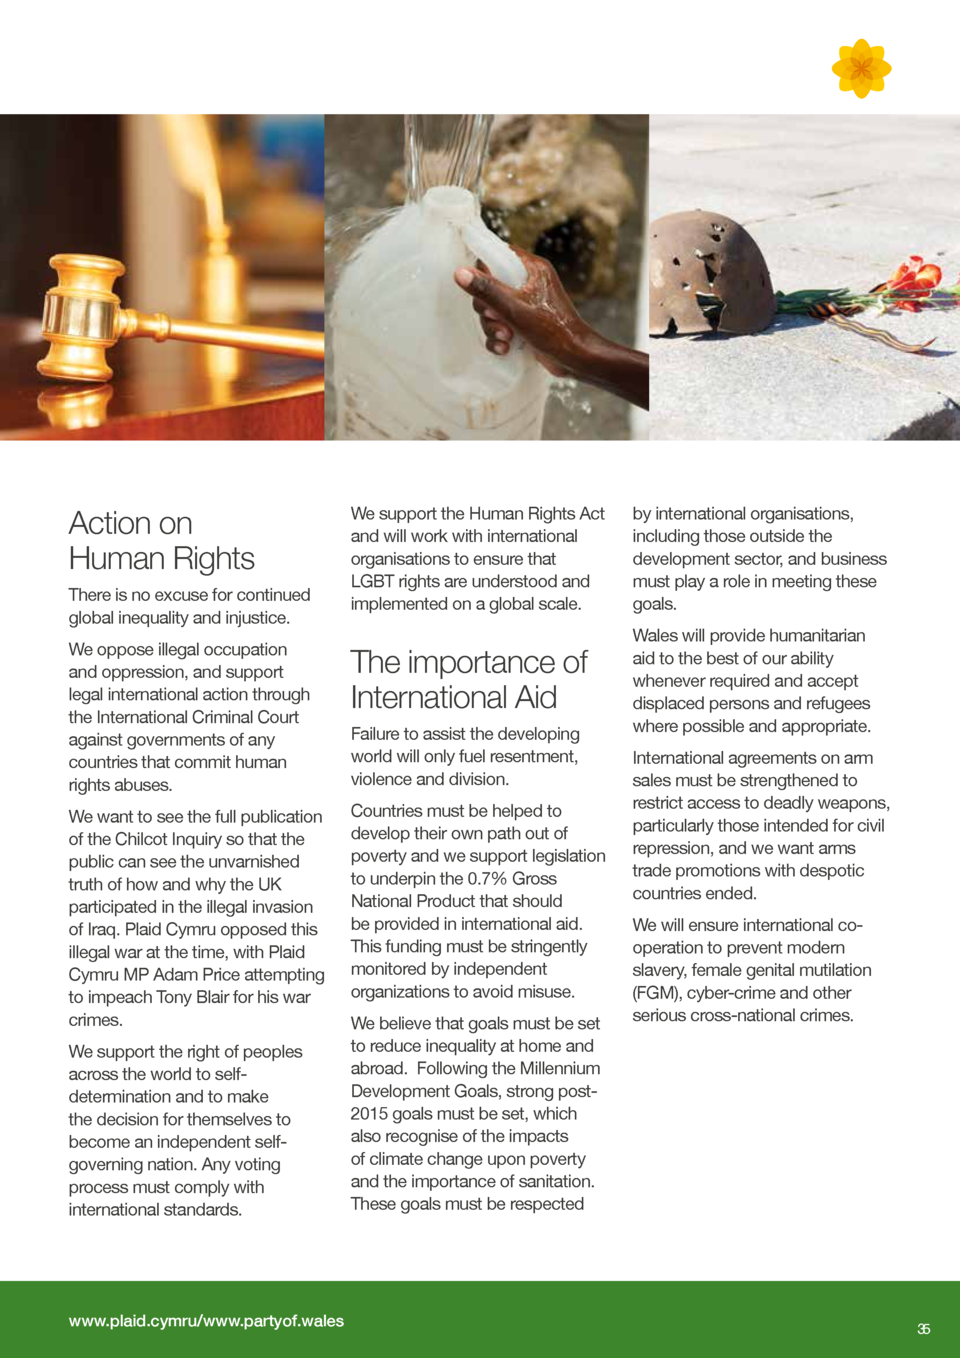 Action on
Human Rights
There is no excuse for continued
global inequality and injustice.
We oppose illegal occupation
and oppression, and support
legal international action through
the International Criminal Court
against governments of any
countries that commit human
rights abuses.
We want to see the full publication
of the Chilcot Inquiry so that the
public can see the unvarnished
truth of how and why the UK
participated in the illegal invasion
of Iraq. Plaid Cymru opposed this
illegal war at the time, with Plaid
Cymru MP Adam Price attempting
to impeach Tony Blair for his war
crimes.
We support the right of peoples
across the world to self-
determination and to make
the decision for themselves to
become an independent self-
governing nation. Any voting
process must comply with
international standards.
We support the Human Rights Act
and will work with international
organisations to ensure that
LGBT rights are understood and
implemented on a global scale.
The importance of
International Aid
Failure to assist the developing
world will only fuel resentment,
violence and division.
Countries must be helped to
develop their own path out of
poverty and we support legislation
to underpin the 0.7% Gross
National Product that should
be provided in international aid.
This funding must be stringently
monitored by independent
organizations to avoid misuse.
We believe that goals must be set
to reduce inequality at home and
abroad.  Following the Millennium
Development Goals, strong post-
2015 goals must be set, which
also recognise of the impacts
of climate change upon poverty
and the importance of sanitation.
These goals must be respected
by international organisations,
including those outside the
development sector, and business
must play a role in meeting these
goals.
Wales will provide humanitarian
aid to the best of our ability
whenever required and accept
displaced persons and refugees
where possible and appropriate.
International agreements on arm
sales must be strengthened to
restrict access to deadly weapons,
particularly those intended for civil
repression, and we want arms
trade promotions with despotic
countries ended.
We will ensure international co-
operation to prevent modern
slavery, female genital mutilation
(FGM), cyber-crime and other
serious cross-national crimes.
www.plaid.cymru/www.partyof.wales
35